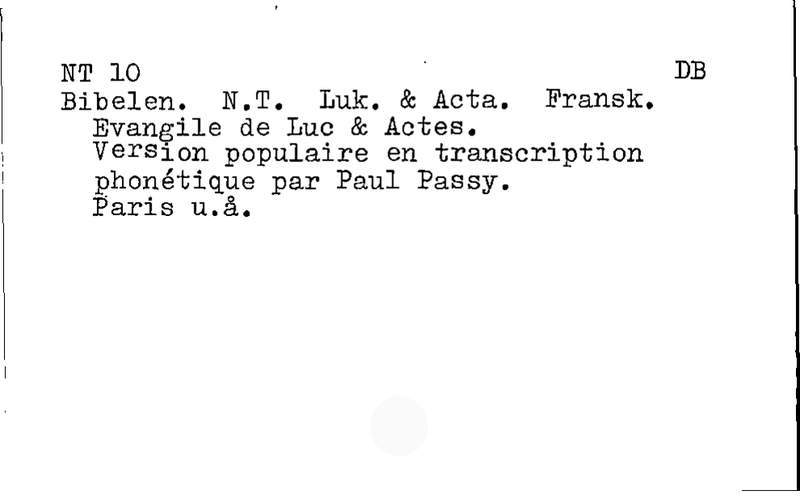 NT 10 DB
Bibelen. N.T. Luk. & Acta. Fransk.
Evangile de Luc & Actes.
Version populaire en transcription
phonétique par Paul Passy.
Paris u.å.